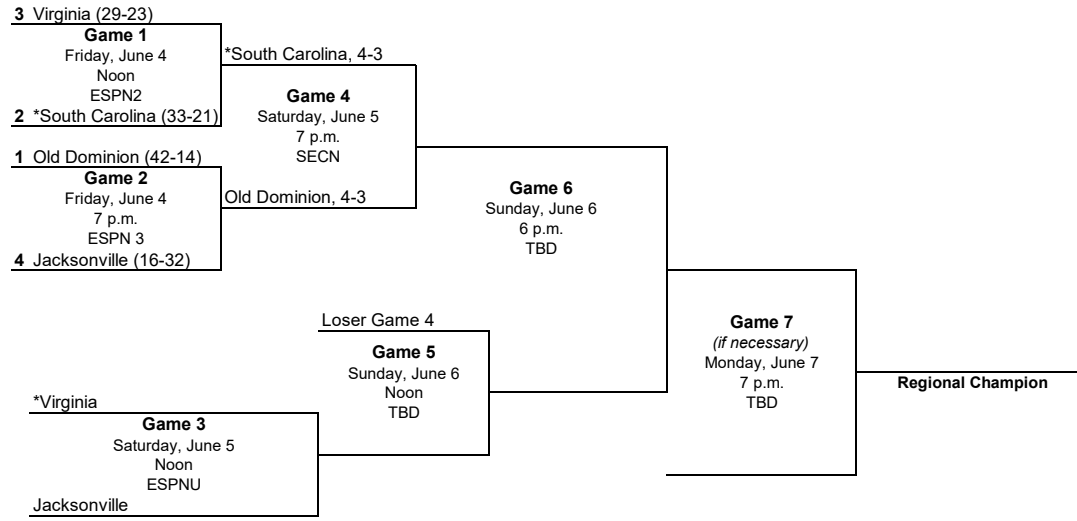 3 Virginia (29-23)
Game 1
Friday, June 4
Noon
ESPN2
2 *South Carolina (33-21)
*South Carolina, 4-3
Game 4
Saturday, June 5
7 p.m.
SECN
1 Old Dominion (42-14)
Game 2
Friday, June 4
7 p.m.
ESPN 3
4 Jacksonville (16-32)
Old Dominion, 4-3
Game 6
Sunday, June 6
6 p.m.
TBD
Loser Game 4
Game 5
Sunday, June 6
Noon
TBD
*Virginia
Game 3
Saturday, June 5
Noon
ESPNU
Jacksonville
Game 7
(if necessary)
Monday, June 7
7 p.m.
TBD
Regional Champion